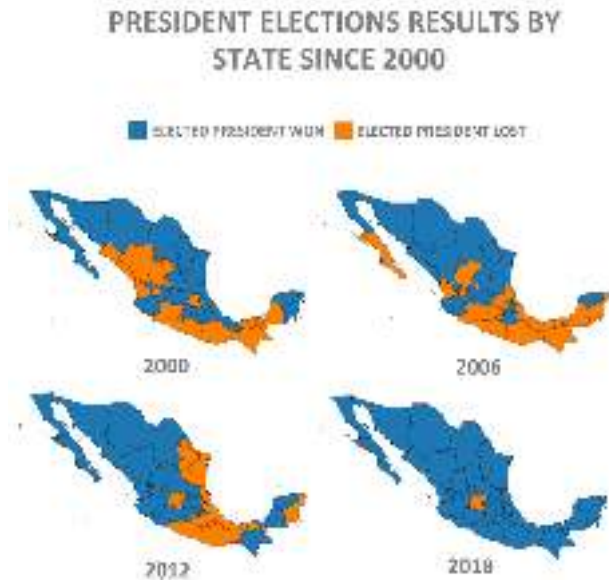 PRESIDENT ELECTIONS RESULTS BY
STATE SINCE 2000
ELECTED PRESIDENT WON ELECTED PRESIDENT LOST
2000 2006
2012 2018